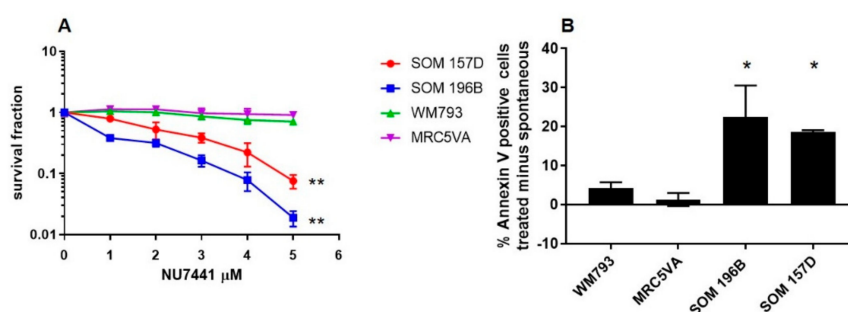 A
survival fraction
10
1
0.1
0.01
0
1
2
3
4
5
6
**
**
NU7441 µM
SOM 157D
SOM 196B
WM793
MRC5VA
B
% Annexin V positive cells
treated minus spontaneous
40
30
20
10
0
-10
*
*
WM793
MRC5VA
SOM 196B
SOM 157D